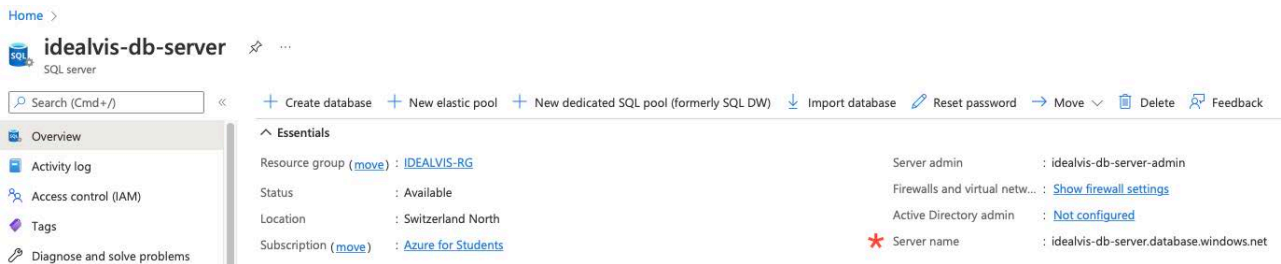 Home >
idealvis-db-server ...
SQL server
Search (Cmd+/) «
+ Create database + New elastic pool + New dedicated SQL pool (formerly SQL DW) Import database Reset password Move Delete Feedback
Overview
Essentials
Activity log
Resource group (move) : IDEALVIS-RG
Server admin : idealvis-db-server-admin
Access control (IAM)
Status : Available
Firewalls and virtual netw... : Show firewall settings
Tags
Location : Switzerland North
Active Directory admin : Not configured
Diagnose and solve problems
Subscription (move) : Azure for Students
* Server name : idealvis-db-server.database.windows.net